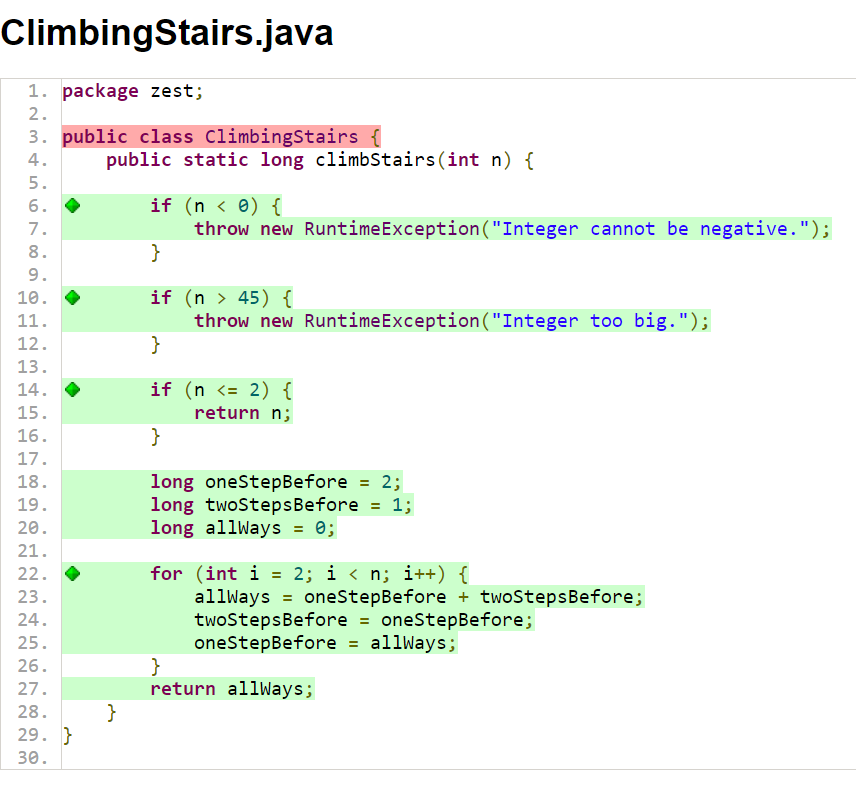 ClimbingStairs.java
1. package zest;
2.
3. public class ClimbingStairs {
4.     public static long climbStairs(int n) {
5.
6.         if (n < 0) {
7.             throw new RuntimeException("Integer cannot be negative.");
8.         }
9.
10.         if (n > 45) {
11.             throw new RuntimeException("Integer too big.");
12.         }
13.
14.         if (n <= 2) {
15.             return n;
16.         }
17.
18.         long oneStepBefore = 2;
19.         long twoStepsBefore = 1;
20.         long allWays = 0;
21.
22.         for (int i = 2; i < n; i++) {
23.             allWays = oneStepBefore + twoStepsBefore;
24.             twoStepsBefore = oneStepBefore;
25.             oneStepBefore = allWays;
26.         }
27.         return allWays;
28.     }
29. }
30.